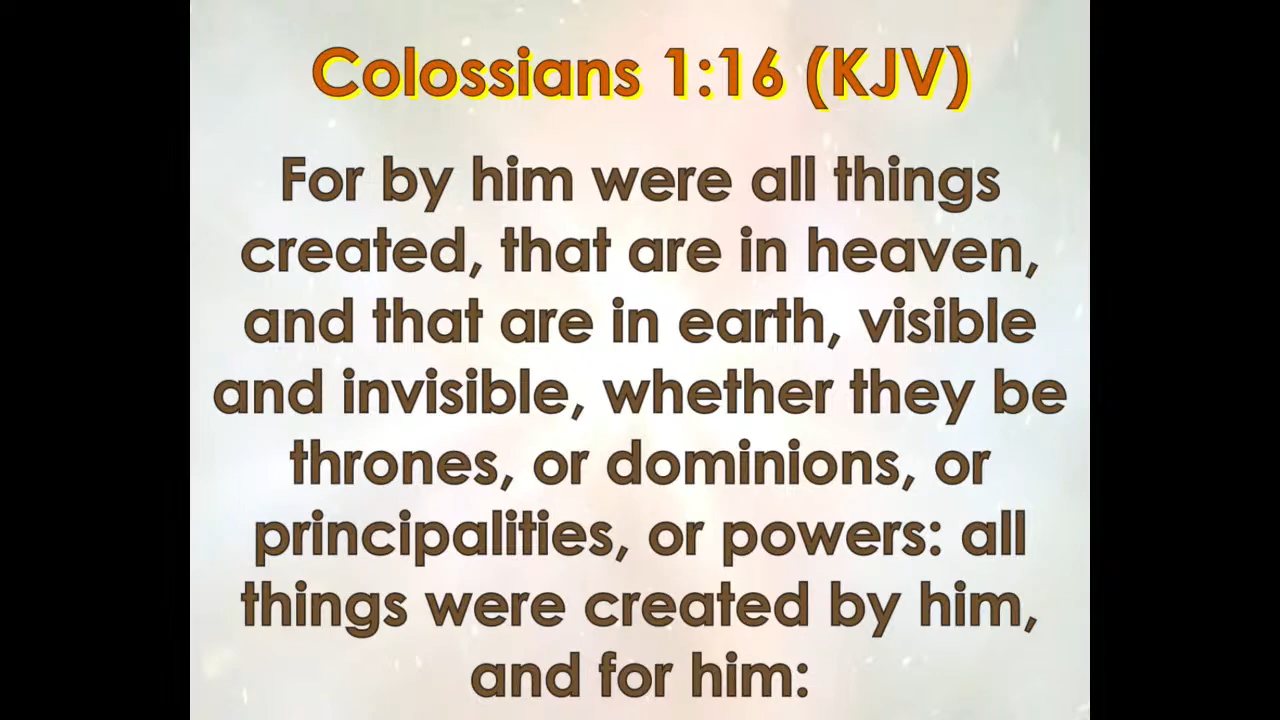 Colossians 1:16 (KJV)
For by him were all things
created, that are in heaven,
and that are in earth, visible
and invisible, whether they be
thrones, or dominions, or
principalities, or powers: all
things were created by him,
and for him: